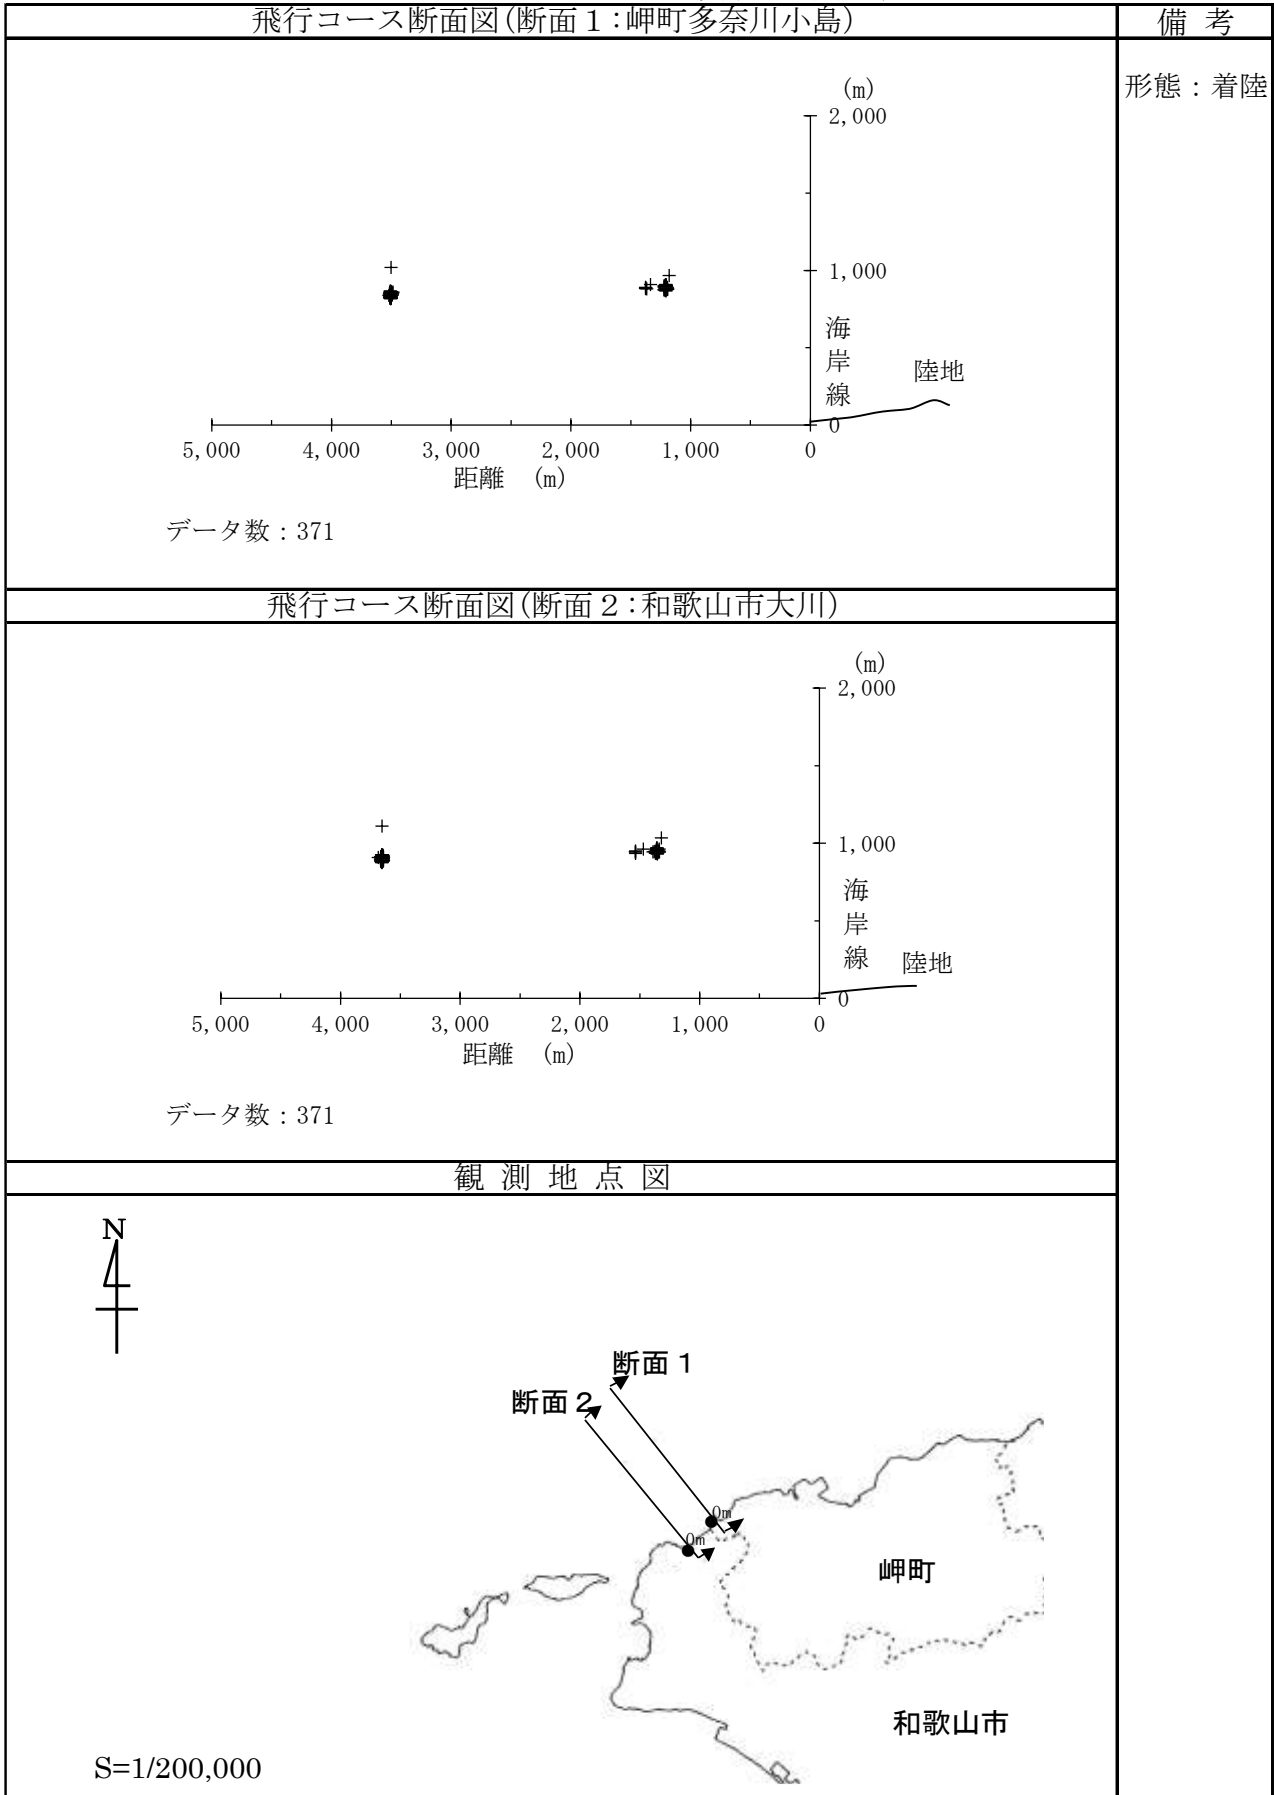 飛行コース断面図(断面１:岬町多奈川小島)
備 考
形態：着陸
(m)
2,000
1,000
海岸線
陸地
0
5,000 4,000 3,000 2,000 1,000 0
距離 (m)
データ数：371
飛行コース断面図(断面２:和歌山市大川)
(m)
2,000
1,000
海岸線
陸地
0
5,000 4,000 3,000 2,000 1,000 0
距離 (m)
データ数：371
観 測 地 点 図
N
断面１
断面２
0m
0m
岬町
和歌山市
S=1/200,000